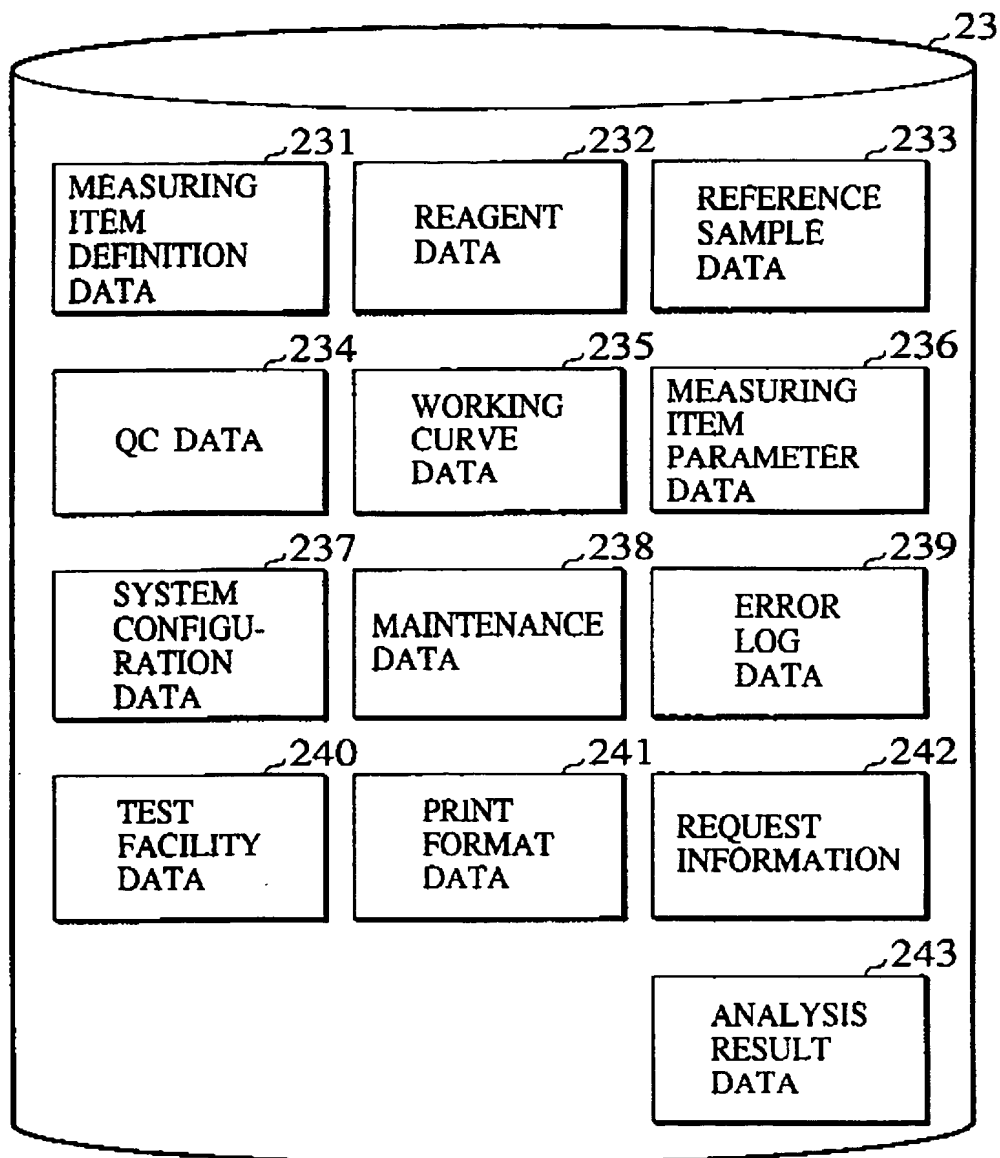 23
231
MEASURING
ITEM
DEFINITION
DATA
232
REAGENT
DATA
233
REFERENCE
SAMPLE
DATA
234
QC DATA
235
WORKING
CURVE
DATA
236
MEASURING
ITEM
PARAMETER
DATA
237
SYSTEM
CONFIGU-
RATION
DATA
238
MAINTENANCE
DATA
239
ERROR
LOG
DATA
240
TEST
FACILITY
DATA
241
PRINT
FORMAT
DATA
242
REQUEST
INFORMATION
243
ANALYSIS
RESULT
DATA